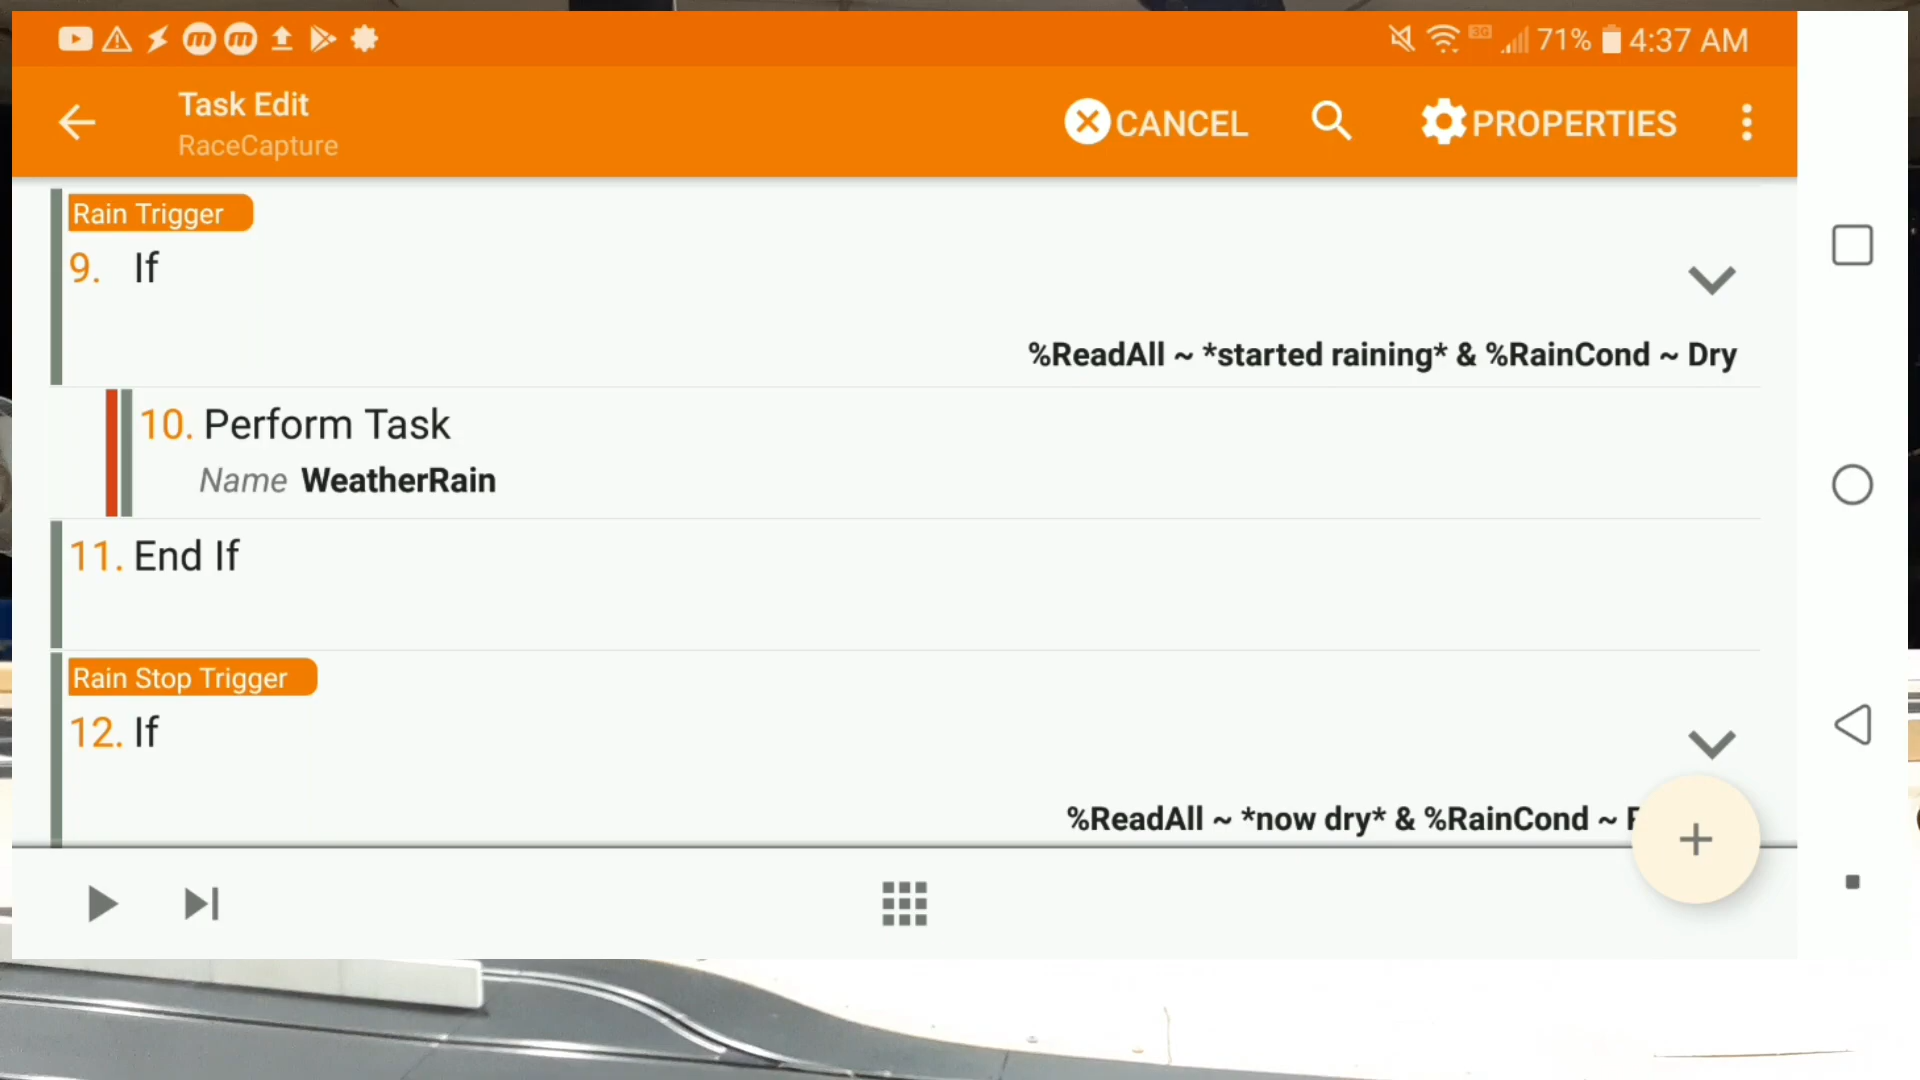 3G 71% 4:37 AM
Task Edit
RaceCapture
CANCEL
PROPERTIES
Rain Trigger
9. If
%ReadAll ~ *started raining* & %RainCond ~ Dry
10. Perform Task
Name WeatherRain
11. End If
Rain Stop Trigger
12. If
%ReadAll ~ *now dry* & %RainCond ~